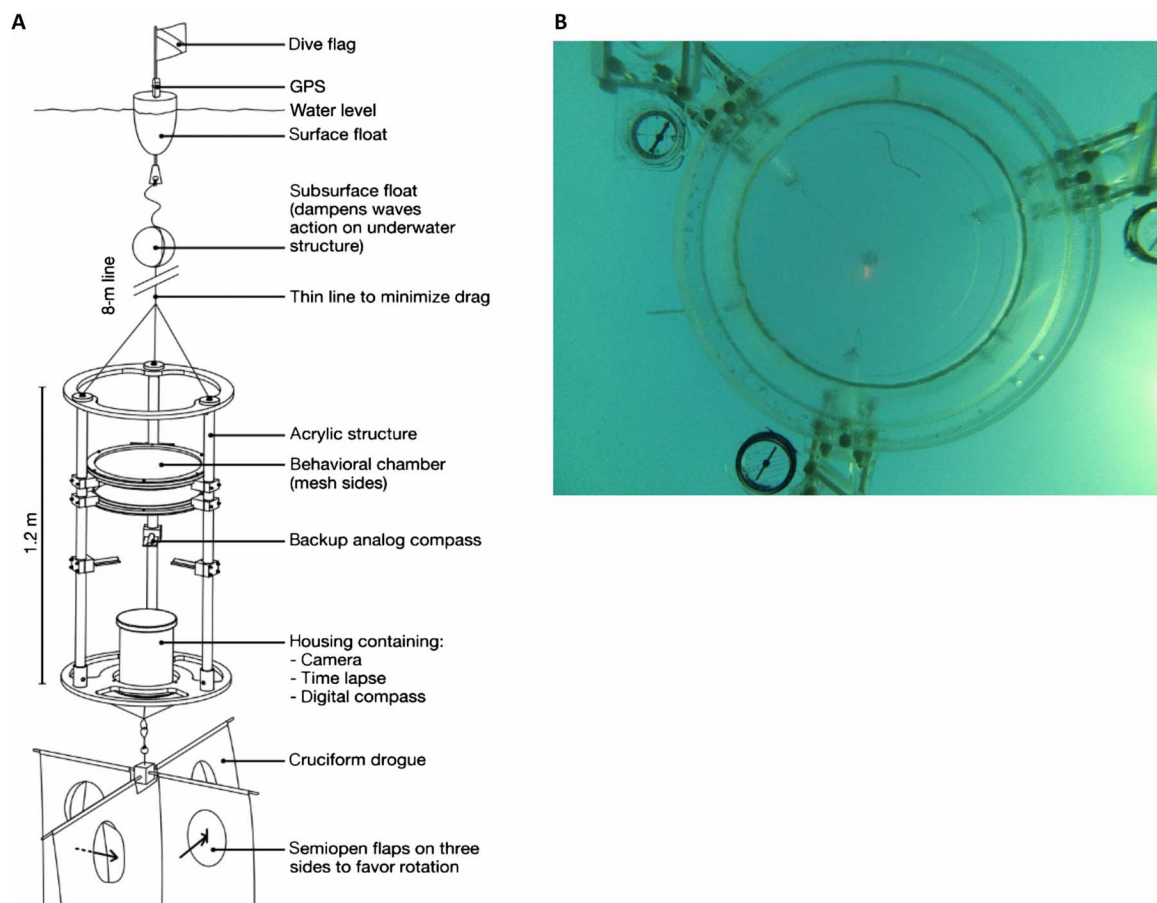 A
Dive flag
GPS
Water level
Surface float
Subsurface float
(dampens waves
action on underwater
structure)
8-m line
Thin line to minimize drag
1.2 m
Acrylic structure
Behavioral chamber
(mesh sides)
Backup analog compass
Housing containing:
- Camera
- Time lapse
- Digital compass
Cruciform drogue
Semiopen flaps on three
sides to favor rotation
B